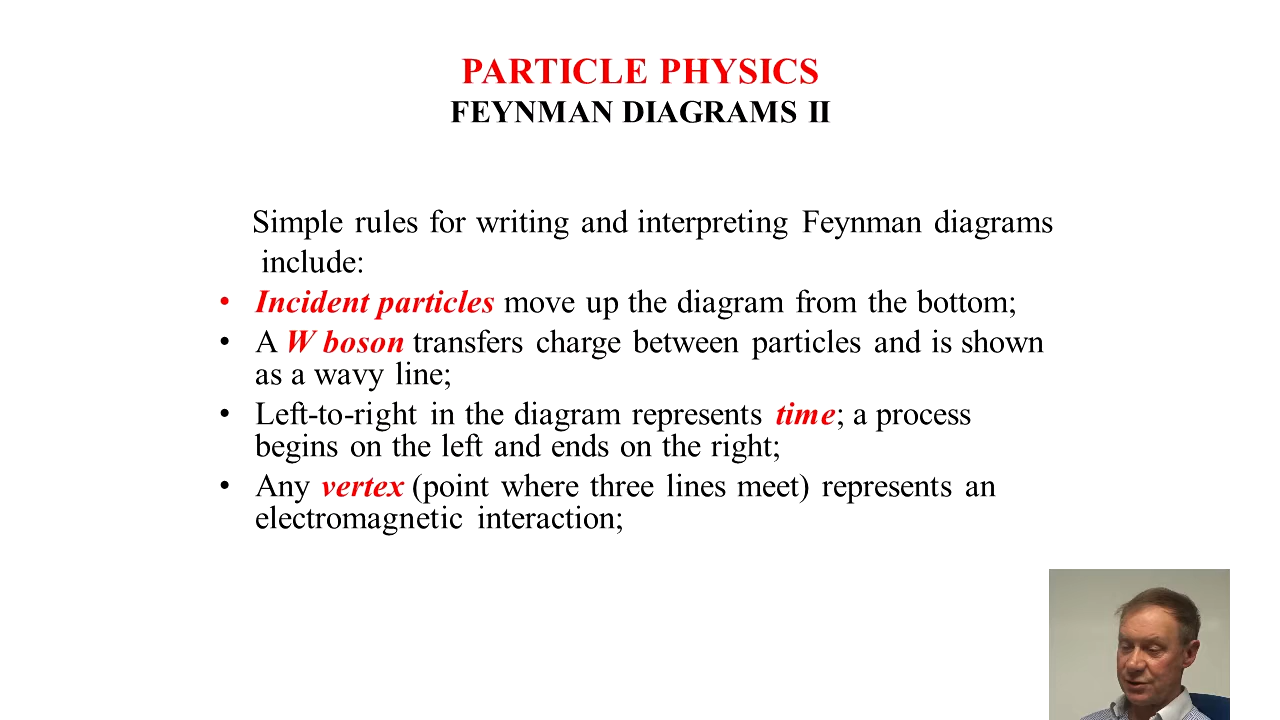 PARTICLE PHYSICS
FEYNMAN DIAGRAMS II
Simple rules for writing and interpreting Feynman diagrams
include:
• Incident particles move up the diagram from the bottom;
• A W boson transfers charge between particles and is shown
as a wavy line;
• Left-to-right in the diagram represents time; a process
begins on the left and ends on the right;
• Any vertex (point where three lines meet) represents an
electromagnetic interaction;